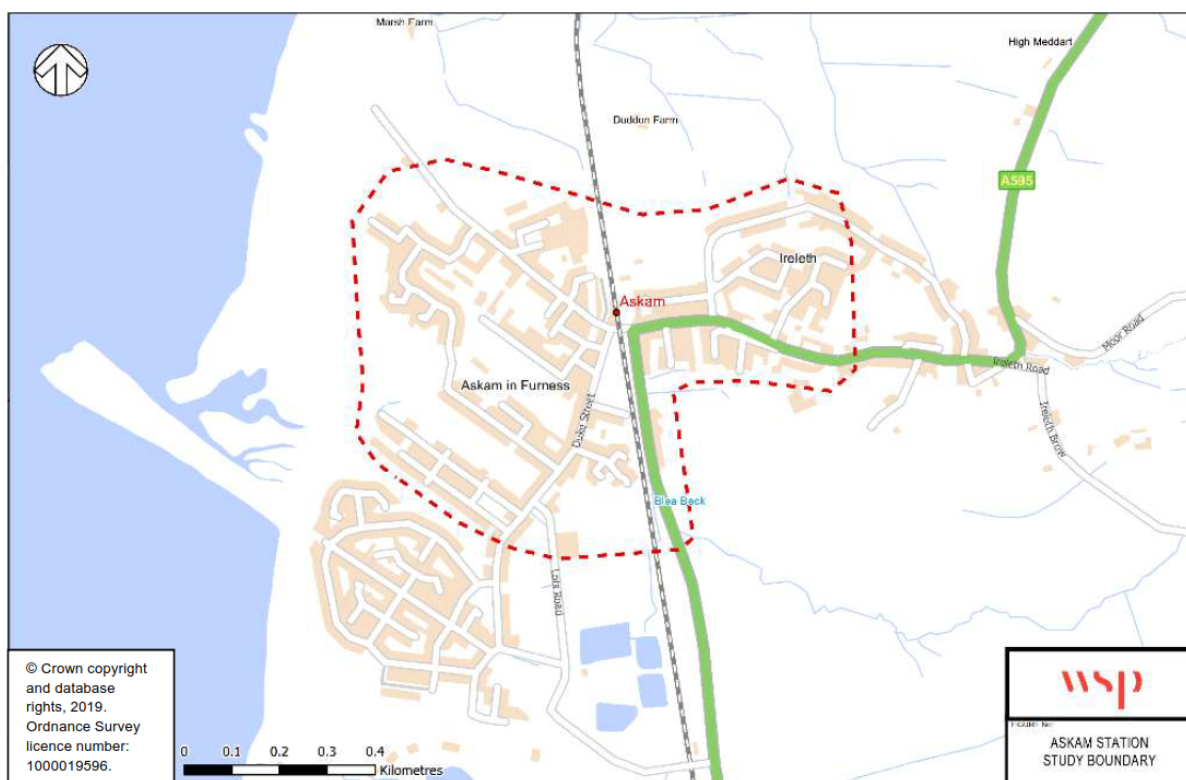 Marsh Farm
High Meddart
Duddon Farm
A595
Ireleth
Askam
Moor Road
Ireleth Road
Askam in Furness
Duke Street
Ireleth Brow
Blea Beck
Lots Road
© Crown copyright
and database
rights, 2019.
Ordnance Survey
licence number:
1000019596.
0 0.1 0.2 0.3 0.4
Kilometres
wsp
FIGURE No:
ASKAM STATION
STUDY BOUNDARY